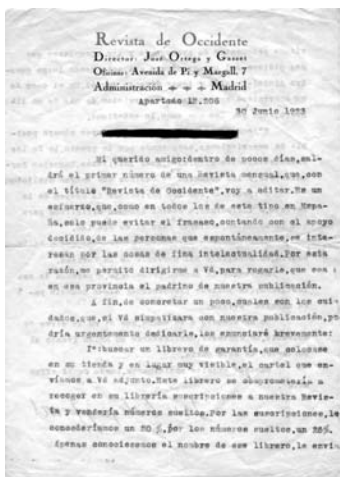 Revista de Occidente
Director: José Ortega y Gasset
Oficinas: Avenida de Pi y Margall, 7
Administración Madrid
Apartado 12.206
30 Junio 1923
Mi querido amigo:dentro de pocos días,sal-
drá el primer número de una Revista mensual,que,con
el título "Revista de Occidente",voy a editar.Es un
esfuerzo,que,como en todos los de este tipo en Espa-
ña,solo puede evitar el fracaso,contando con el apoyo
decidido,de las personas que espontáneamente,se inte-
resan por las cosas de fina intelectualidad.Por esta
razón,me permito dirigirme a Vd,para rogarle,que sea
en esa provincia el padrino de nuestra publicación.
A fin,de concretar un poco,cuales son los cui-
dados,que,si Vd simpatizara con nuestra publicación,po
dría urgentemente dedicarle,las enunciaré brevemente:
Iº:buscar un librero de garantía,que colocase
en su tienda y en lugar muy visible,el cartel que en-
viamos a Vd adjunto.Este librero se comprometería a
recoger en su librería suscripciones a nuestra Revis-
ta y vendería números sueltos.Por las suscripciones,le
concederíamos un 20 %,por los números sueltos,un 25%
Apenas conociesemos el nombre de ese librero,le envia